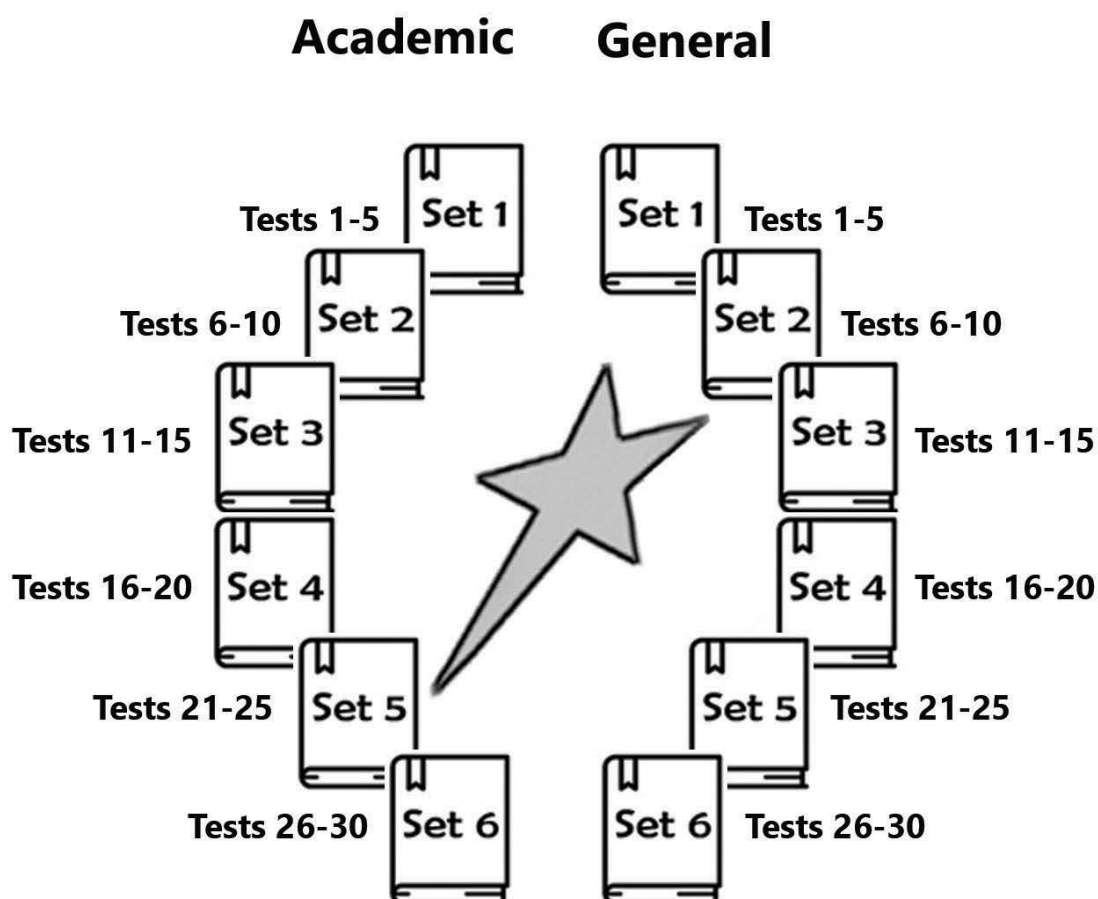 Academic General
Set 1 Set 1
Tests 1-5 Tests 1-5
Set 2 Set 2
Tests 6-10 Tests 6-10
Set 3 Set 3
Tests 11-15 Tests 11-15
Set 4 Set 4
Tests 16-20 Tests 16-20
Set 5 Set 5
Tests 21-25 Tests 21-25
Set 6 Set 6
Tests 26-30 Tests 26-30